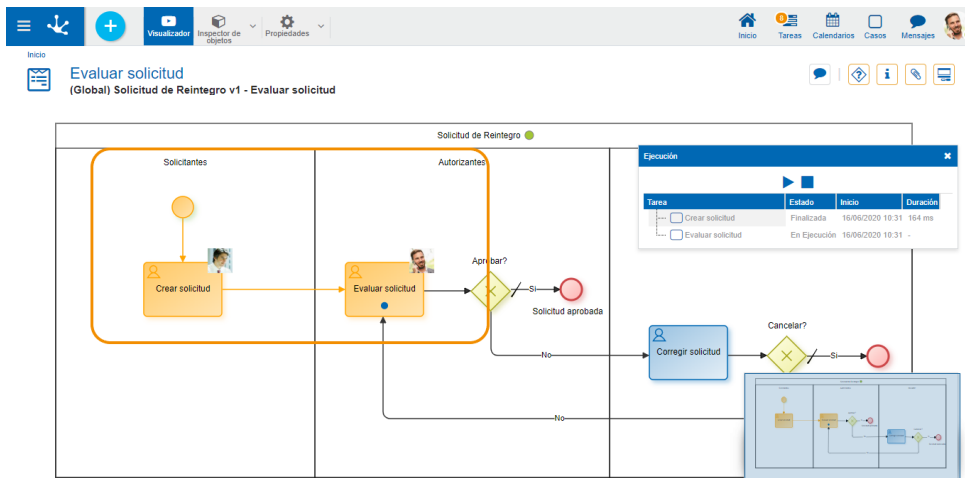 Visualizador
Inspector de
objetos
Propiedades
Inicio
8
Tareas
Calendarios
Casos
Mensajes
Inicio
Evaluar solicitud
(Global) Solicitud de Reintegro v1 - Evaluar solicitud
Solicitud de Reintegro
Solicitantes
Autorizantes
Ejecución
Tarea Estado Inicio Duración
Crear solicitud Finalizada 16/06/2020 10:31 164 ms
Evaluar solicitud En Ejecución 16/06/2020 10:31 -
Crear solicitud
Evaluar solicitud
Aprobar?
Si
Solicitud aprobada
No
Corregir solicitud
Cancelar?
Si
No